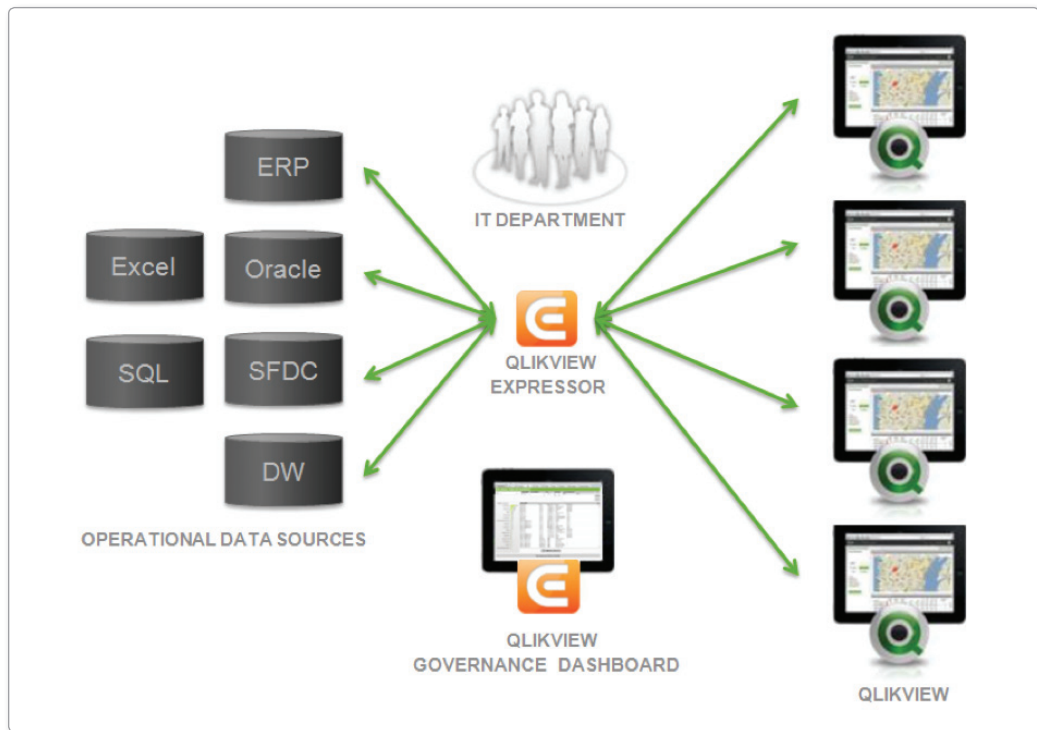 ERP
Excel
Oracle
SQL
SFDC
DW
OPERATIONAL DATA SOURCES
IT DEPARTMENT
QLIKVIEW
EXPRESSOR
QLIKVIEW
GOVERNANCE DASHBOARD
QLIKVIEW